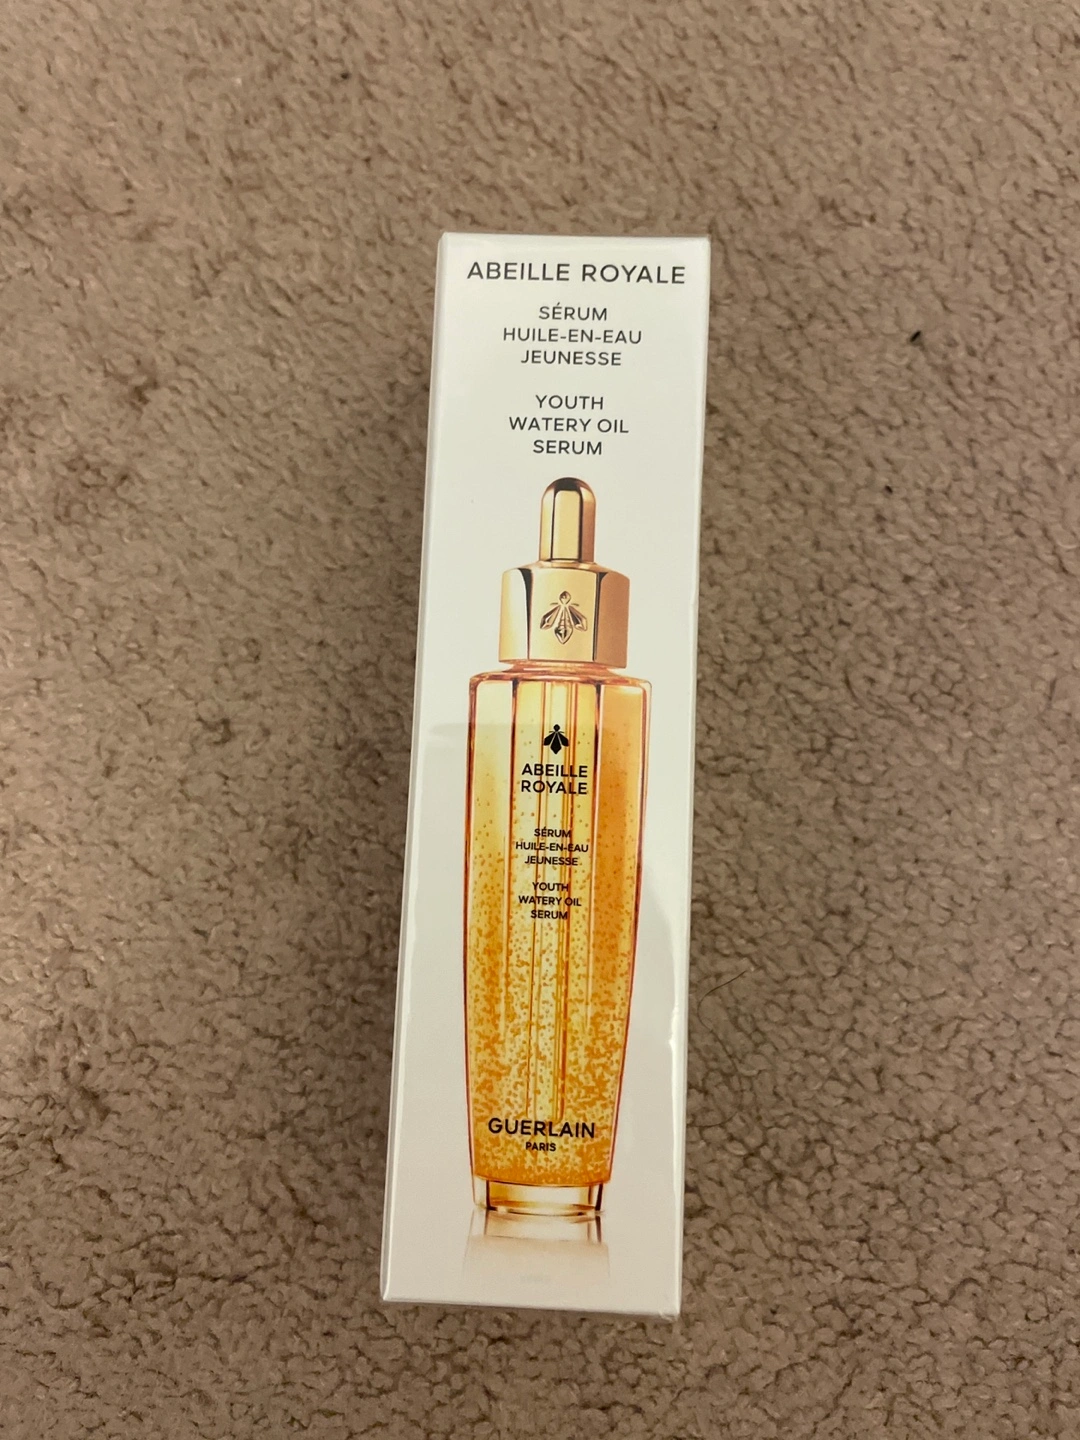 ABEILLE ROYALE
SÉRUM
HUILE-EN-EAU
JEUNESSE
YOUTH
WATERY OIL
SERUM
ABEILLE
ROYALE
SÉRUM
HUILE-EN-EAU
JEUNESSE
YOUTH
WATERY OIL
SERUM
GUERLAIN
PARIS